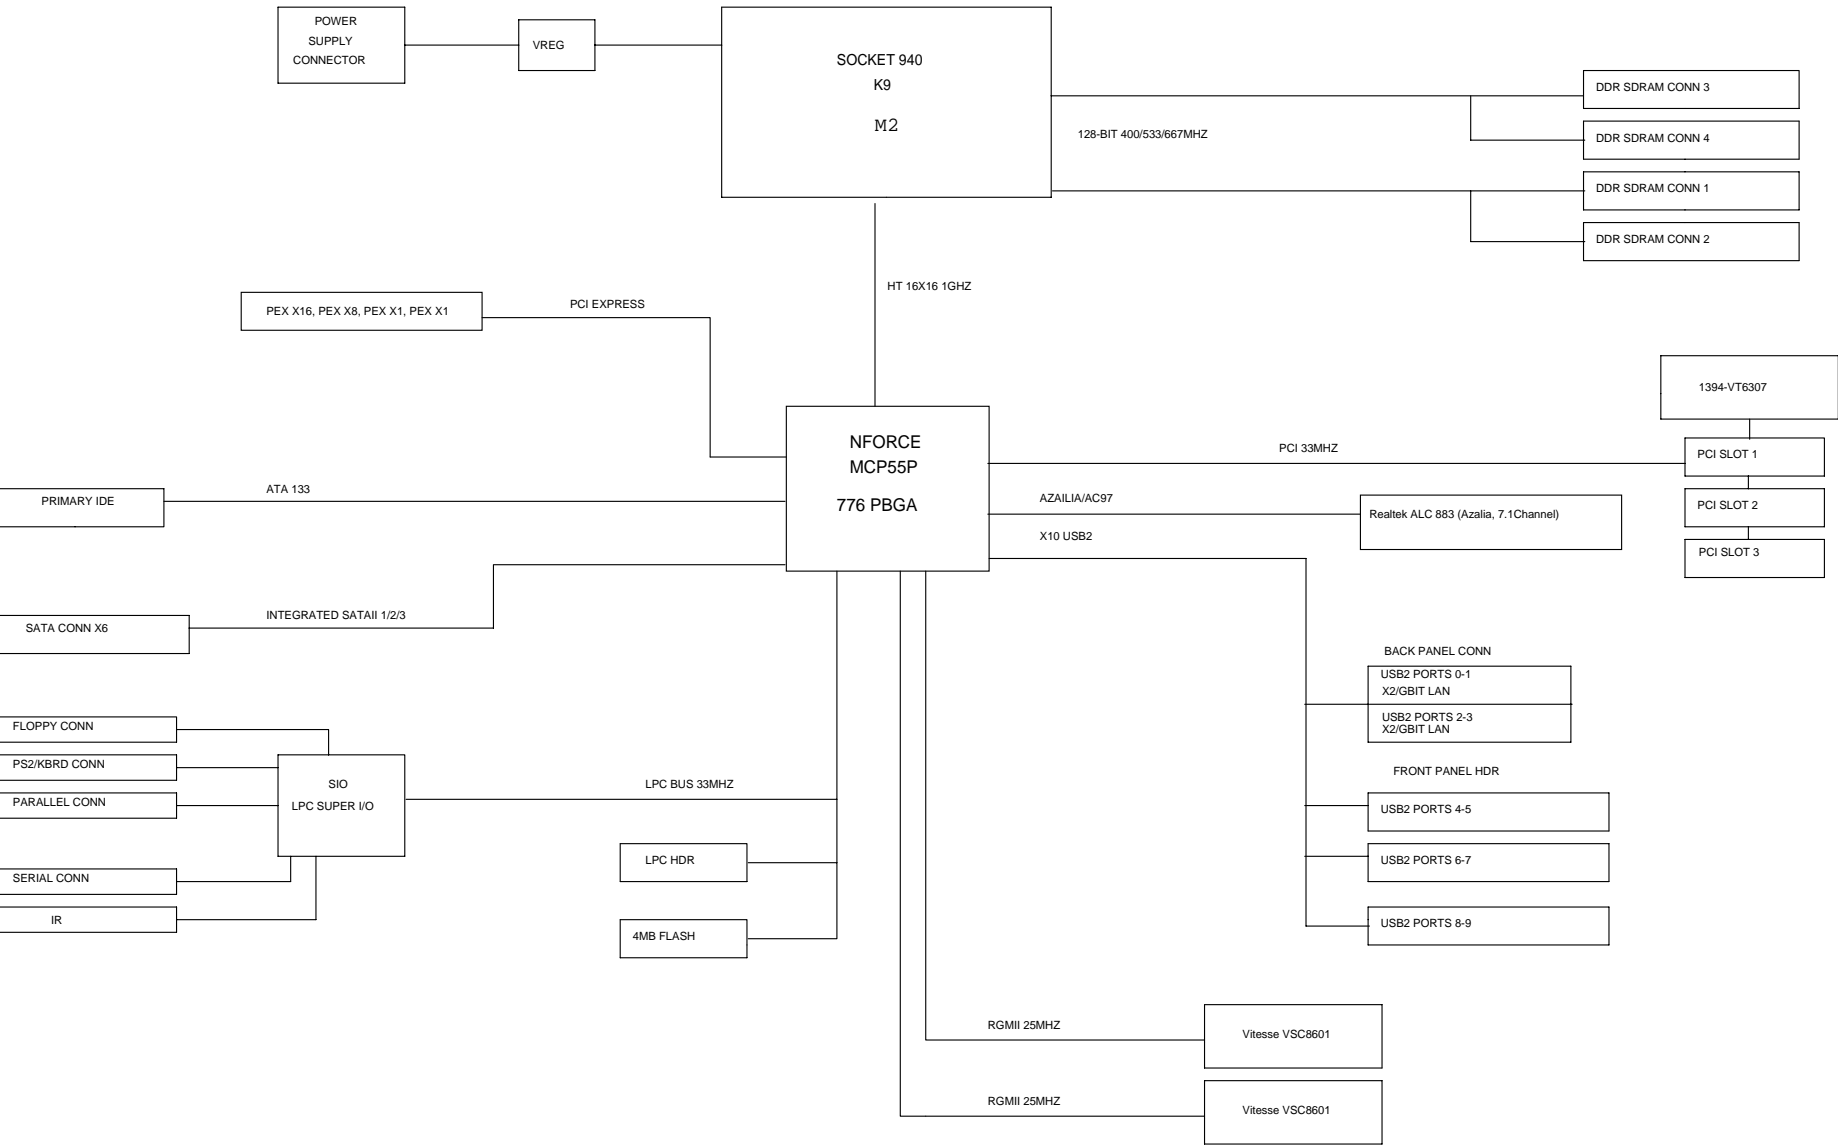 POWER
SUPPLY
CONNECTOR
VREG
SOCKET 940
K9
M2
128-BIT 400/533/667MHZ
DDR SDRAM CONN 3
DDR SDRAM CONN 4
DDR SDRAM CONN 1
DDR SDRAM CONN 2
HT 16X16 1GHZ
PEX X16, PEX X8, PEX X1, PEX X1
PCI EXPRESS
1394-VT6307
NFORCE
MCP55P
776 PBGA
PCI 33MHZ
PCI SLOT 1
PCI SLOT 2
PCI SLOT 3
PRIMARY IDE
ATA 133
AZAILIA/AC97
Realtek ALC 883 (Azalia, 7.1Channel)
X10 USB2
SATA CONN X6
INTEGRATED SATAII 1/2/3
BACK PANEL CONN
USB2 PORTS 0-1
X2/GBIT LAN
USB2 PORTS 2-3
X2/GBIT LAN
FLOPPY CONN
PS2/KBRD CONN
PARALLEL CONN
SERIAL CONN
IR
SIO
LPC SUPER I/O
LPC BUS 33MHZ
LPC HDR
4MB FLASH
FRONT PANEL HDR
USB2 PORTS 4-5
USB2 PORTS 6-7
USB2 PORTS 8-9
RGMII 25MHZ
Vitesse VSC8601
RGMII 25MHZ
Vitesse VSC8601